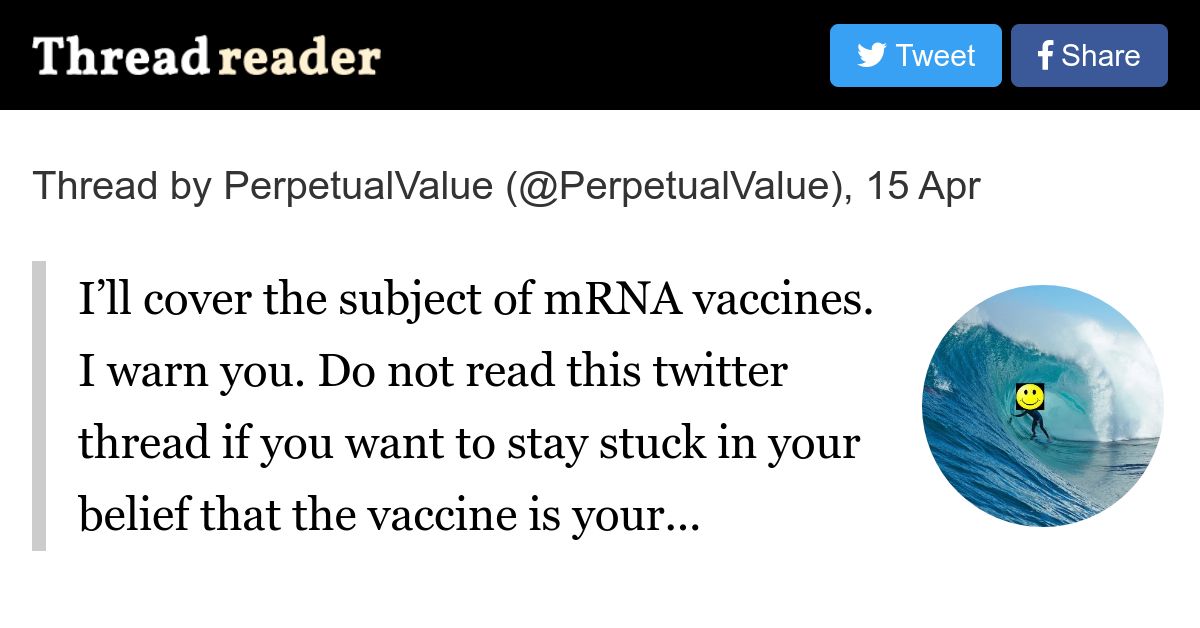 Thread reader
Tweet
Share
Thread by PerpetualValue (@PerpetualValue), 15 Apr
I’ll cover the subject of mRNA vaccines.
I warn you. Do not read this twitter
thread if you want to stay stuck in your
belief that the vaccine is your...